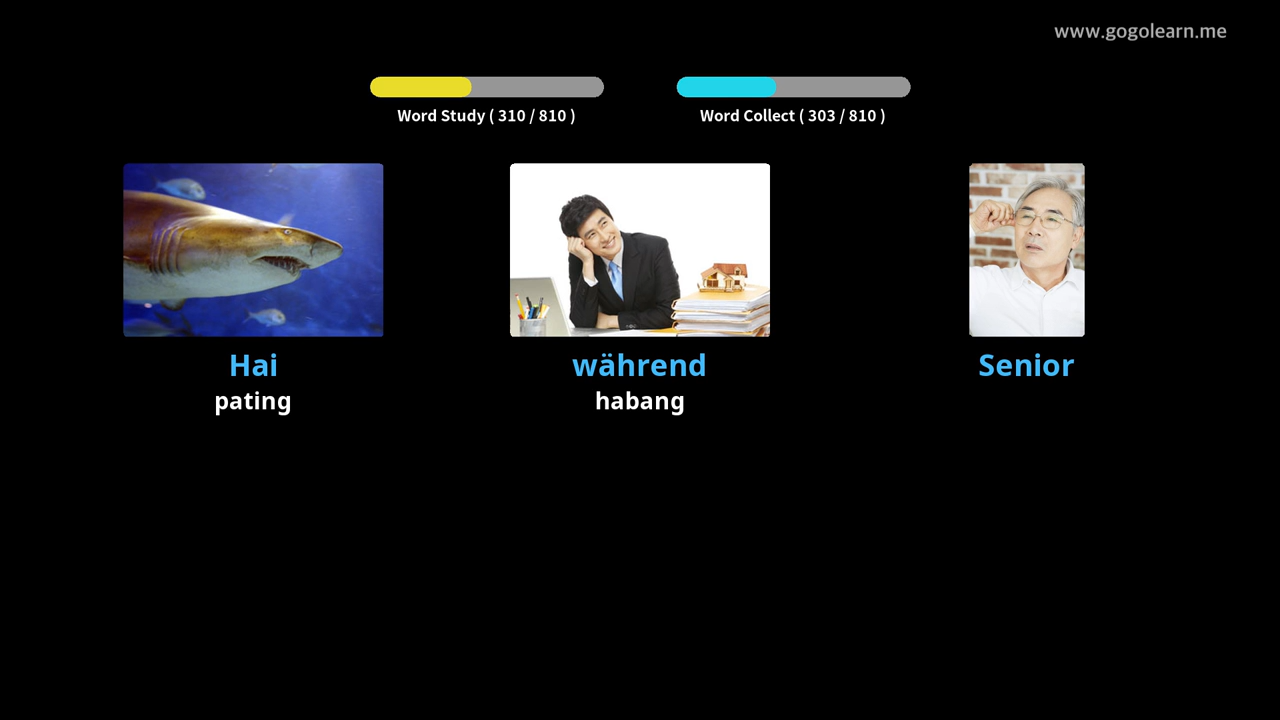 www.gogolearn.me
Word Study ( 310 / 810 )
Word Collect ( 303 / 810 )
Hai
pating
während
habang
Senior